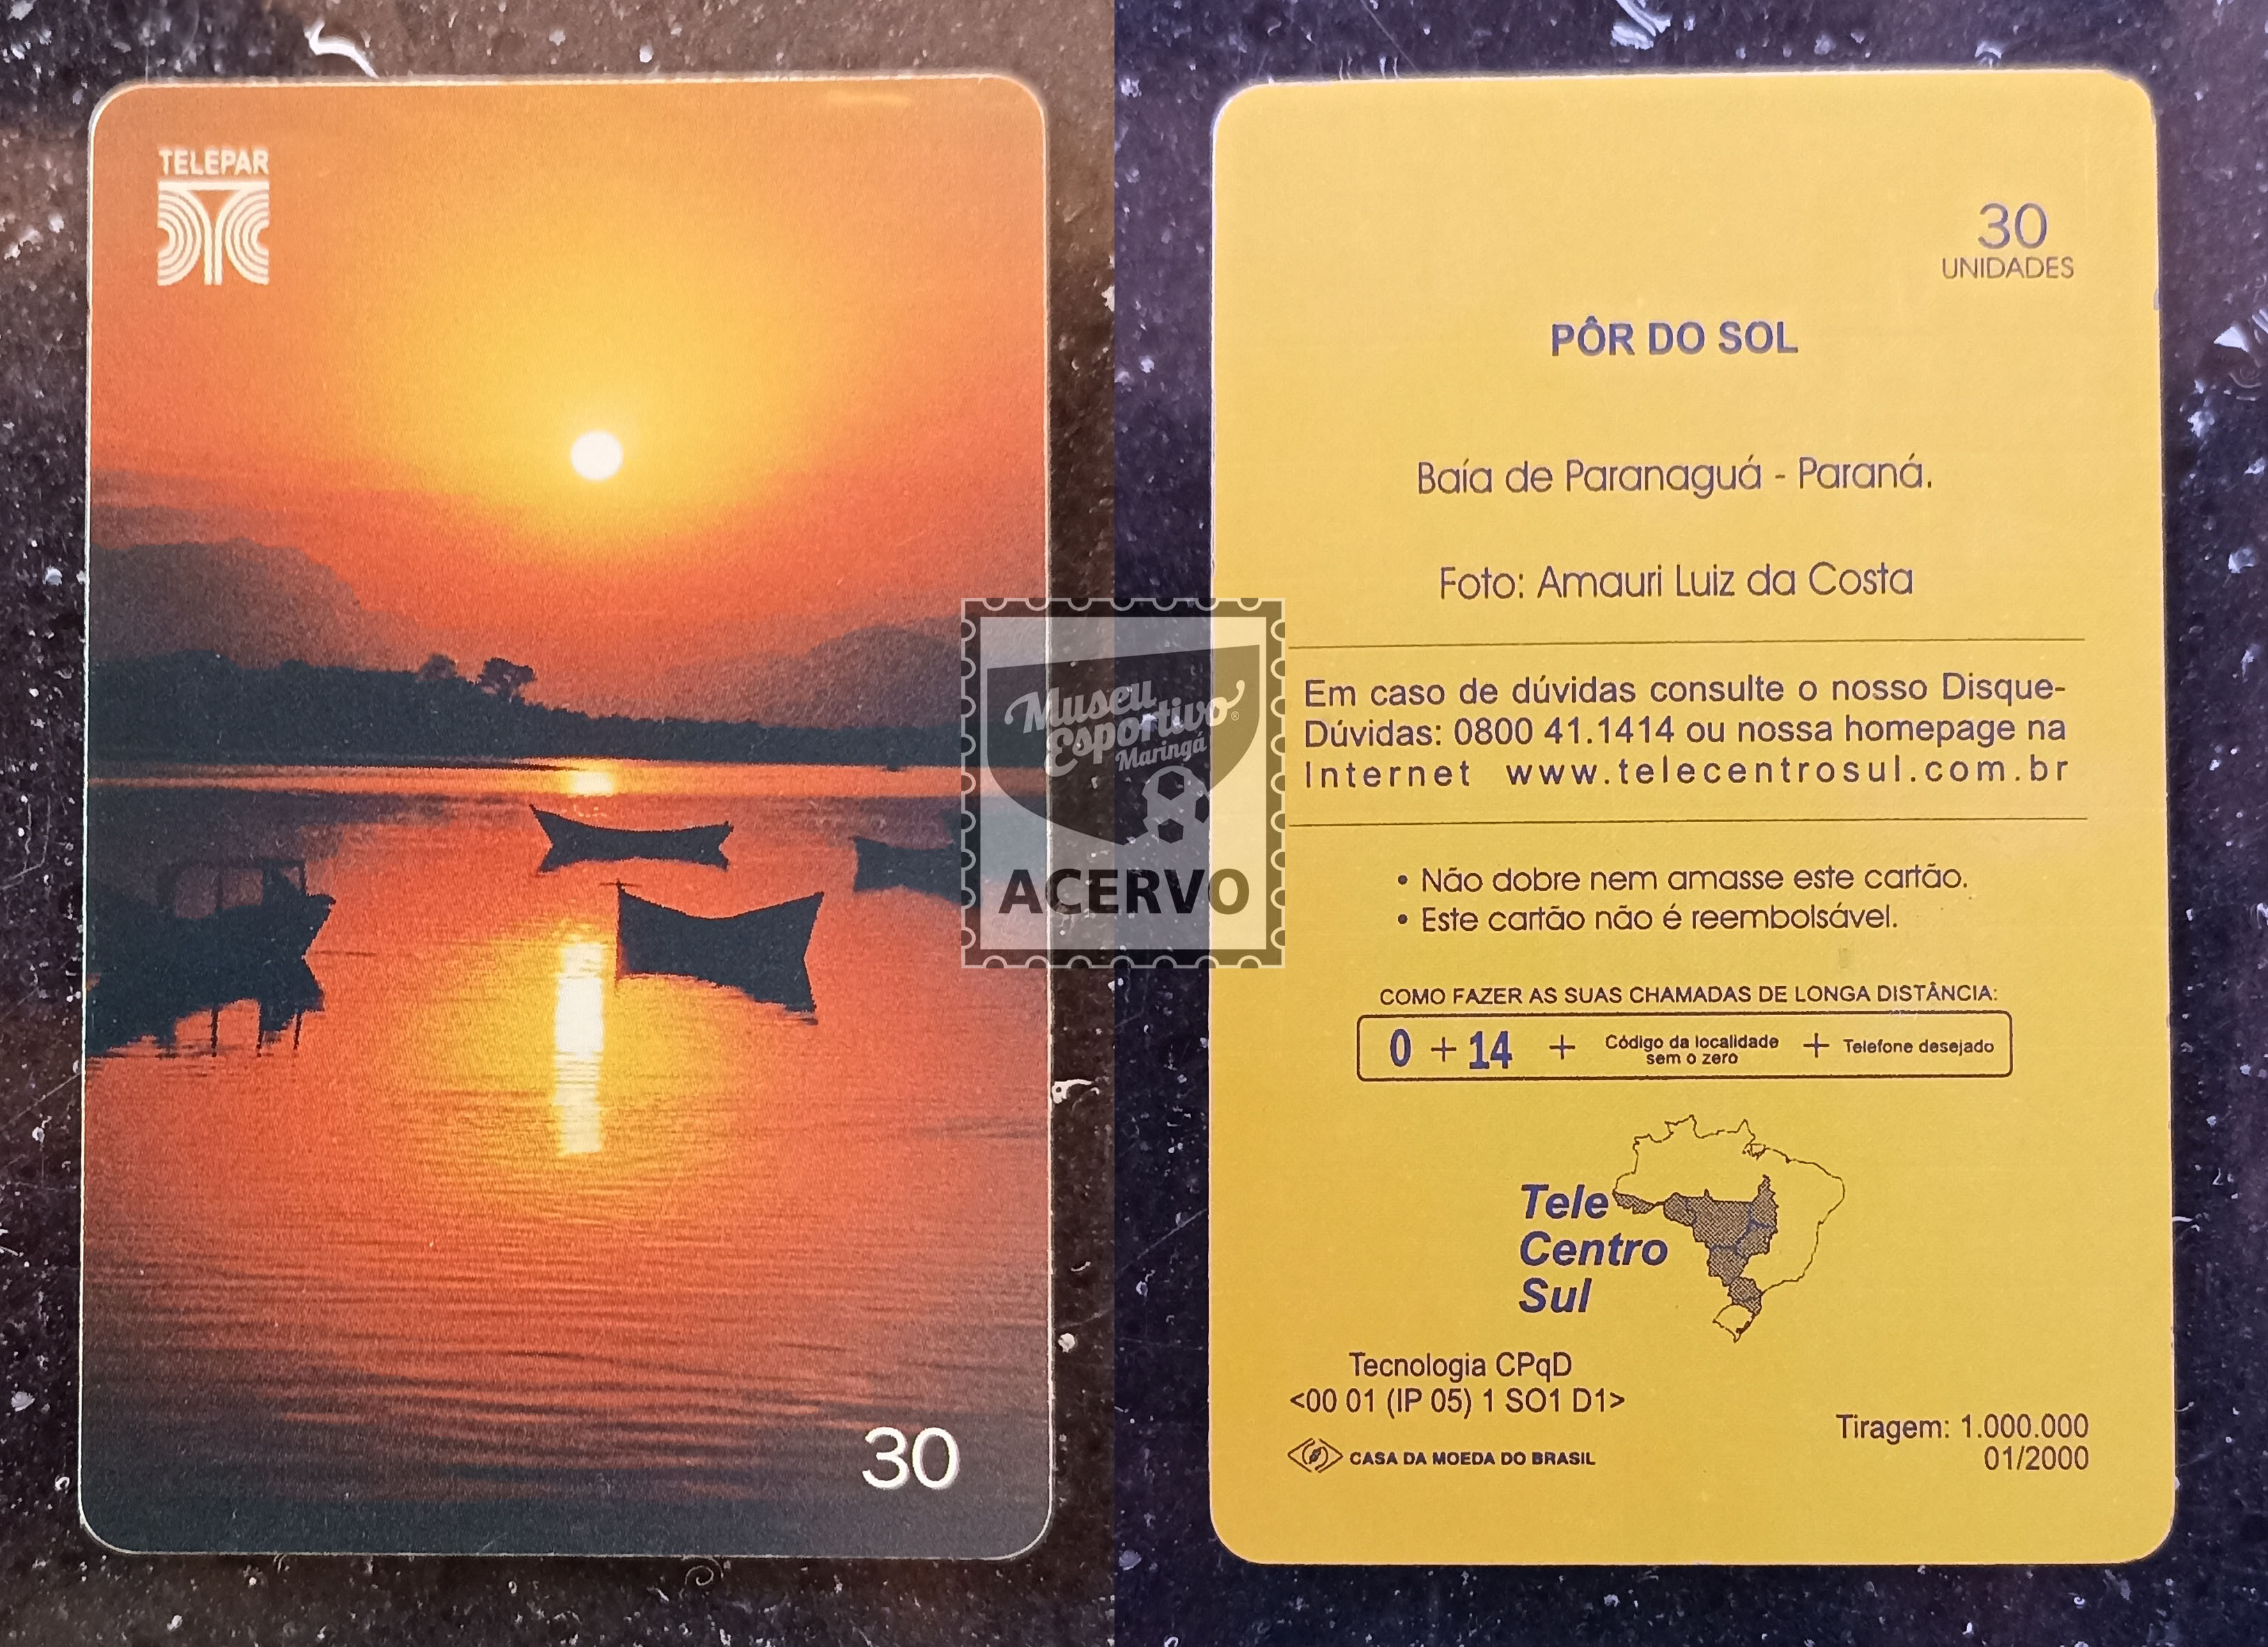 TELEPAR
30
30
UNIDADES
PÔR DO SOL
Baía de Paranaguá - Paraná.
Foto: Amauri Luiz da Costa
Em caso de dúvidas consulte o nosso Disque-
Dúvidas: 0800 41.1414 ou nossa homepage na
Internet www.telecentrosul.com.br
• Não dobre nem amasse este cartão.
• Este cartão não é reembolsável.
COMO FAZER AS SUAS CHAMADAS DE LONGA DISTÂNCIA:
0 + 14 + Código da localidade sem o zero + Telefone desejado
Tele
Centro
Sul
Tecnologia CPqD
<00 01 (IP 05) 1 SO1 D1>
CASA DA MOEDA DO BRASIL
Tiragem: 1.000.000
01/2000
Museu
Esportivo®
Maringá
ACERVO